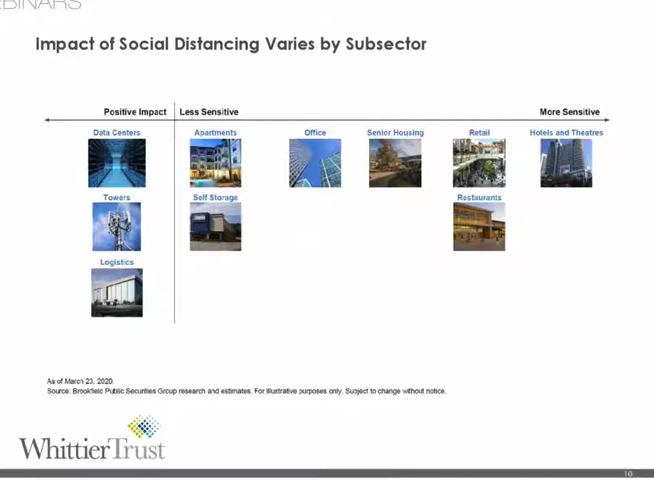 Impact of Social Distancing Varies by Subsector
Positive Impact Less Sensitive More Sensitive
Data Centers Apartments Office Senior Housing Retail Hotels and Theatres
Towers Self Storage Restaurants
Logistics
As of March 23, 2020.
Source: Brookfield Public Securities Group research and estimates. For illustrative purposes only. Subject to change without notice.
WhittierTrust
10